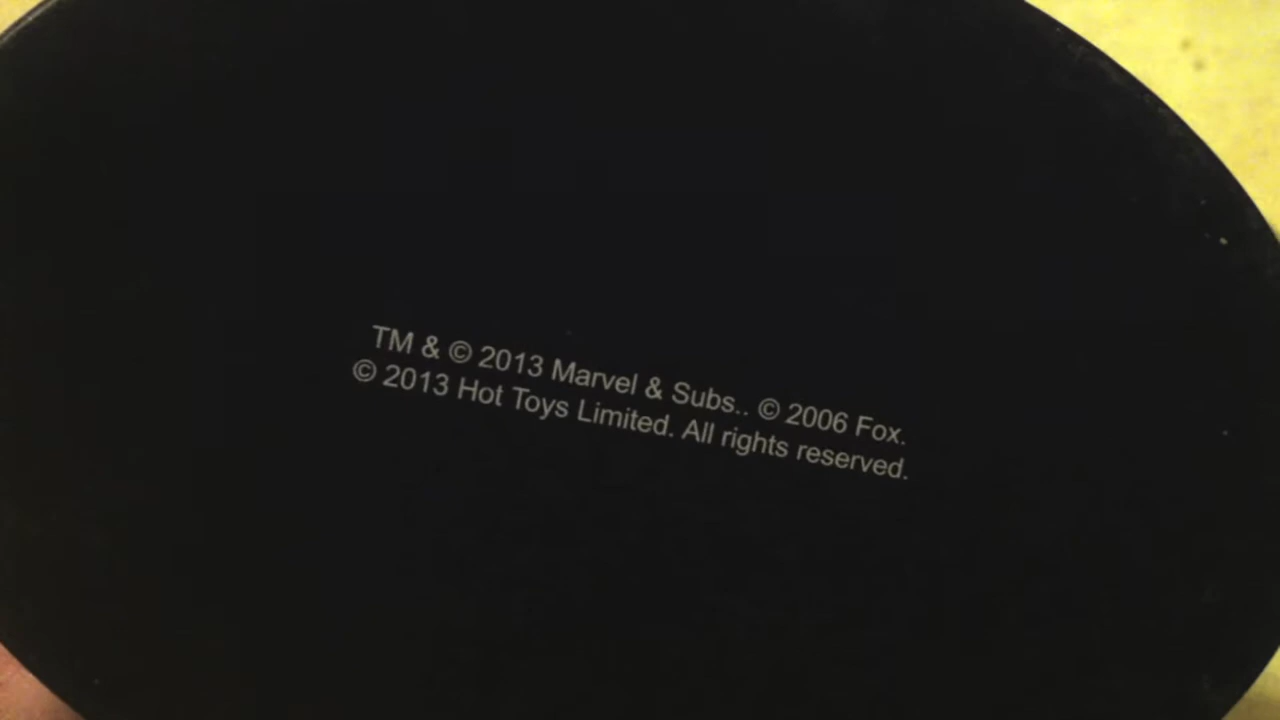 TM & © 2013 Marvel & Subs.. © 2006 Fox.
© 2013 Hot Toys Limited. All rights reserved.